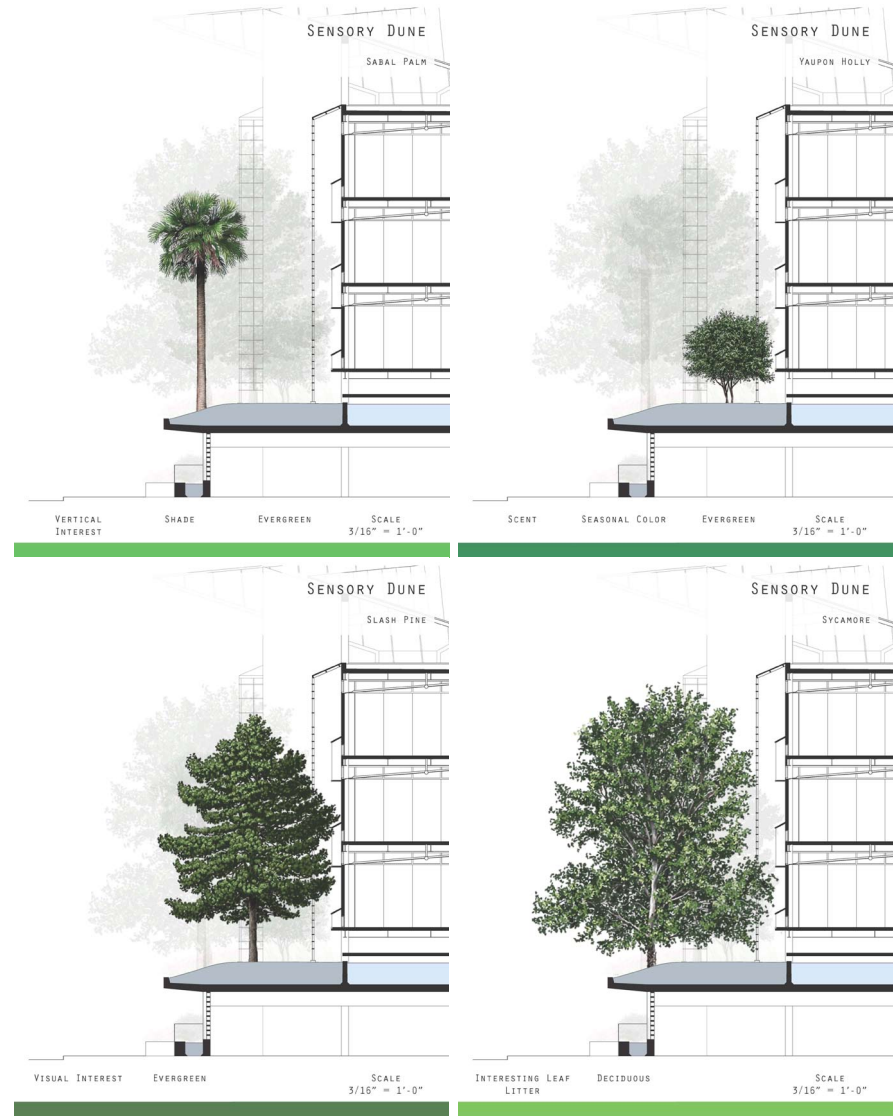 SENSORY DUNE
SABAL PALM
VERTICAL INTEREST
SHADE
EVERGREEN
SCALE
3/16" = 1'-0"
SENSORY DUNE
YAUPON HOLLY
SCENT
SEASONAL COLOR
EVERGREEN
SCALE
3/16" = 1'-0"
SENSORY DUNE
SLASH PINE
VISUAL INTEREST
EVERGREEN
SCALE
3/16" = 1'-0"
SENSORY DUNE
SYCAMORE
INTERESTING LEAF
LITTER
DECIDUOUS
SCALE
3/16" = 1'-0"